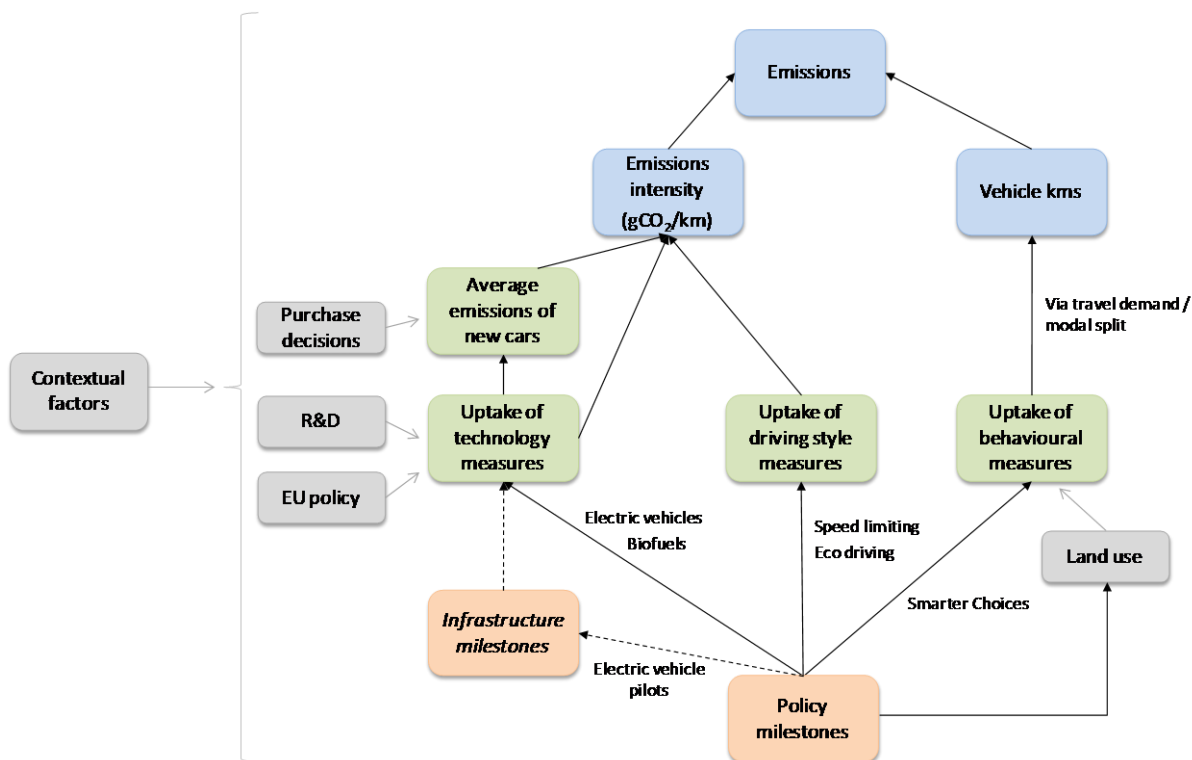 Emissions
Emissions
intensity
(gCO₂/km)
Vehicle kms
Average
emissions of
new cars
Purchase
decisions
Via travel demand /
modal split
Contextual
factors
R&D
Uptake of
technology
measures
Uptake of
driving style
measures
Uptake of
behavioural
measures
EU policy
Electric vehicles
Biofuels
Speed limiting
Eco driving
Land use
Smarter Choices
Infrastructure
milestones
Electric vehicle
pilots
Policy
milestones